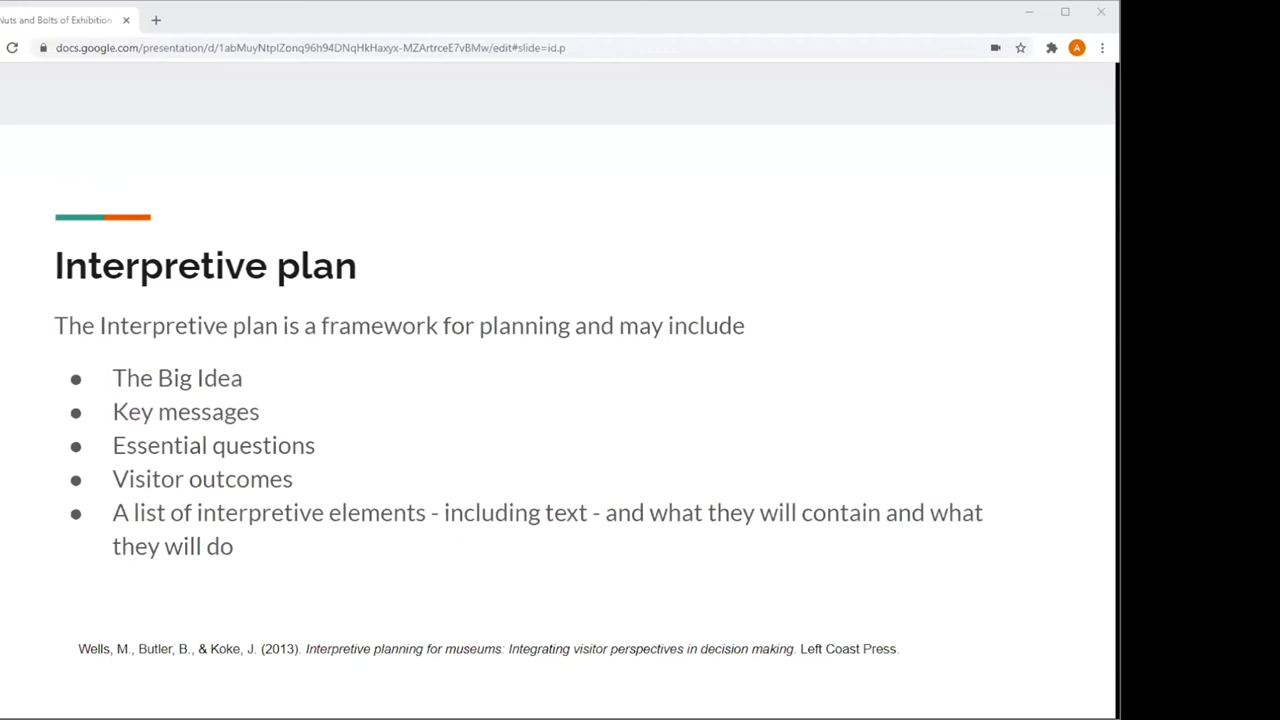 Nuts and Bolts of Exhibition
docs.google.com/presentation/d/1abMuyNtpIZonq96h94DNqHkHaxyx-MZArtrceE7vBMw/edit#slide=id.p
A
Interpretive plan
The Interpretive plan is a framework for planning and may include
● The Big Idea
● Key messages
● Essential questions
● Visitor outcomes
● A list of interpretive elements - including text - and what they will contain and what
they will do
Wells, M., Butler, B., & Koke, J. (2013). Interpretive planning for museums: Integrating visitor perspectives in decision making. Left Coast Press.